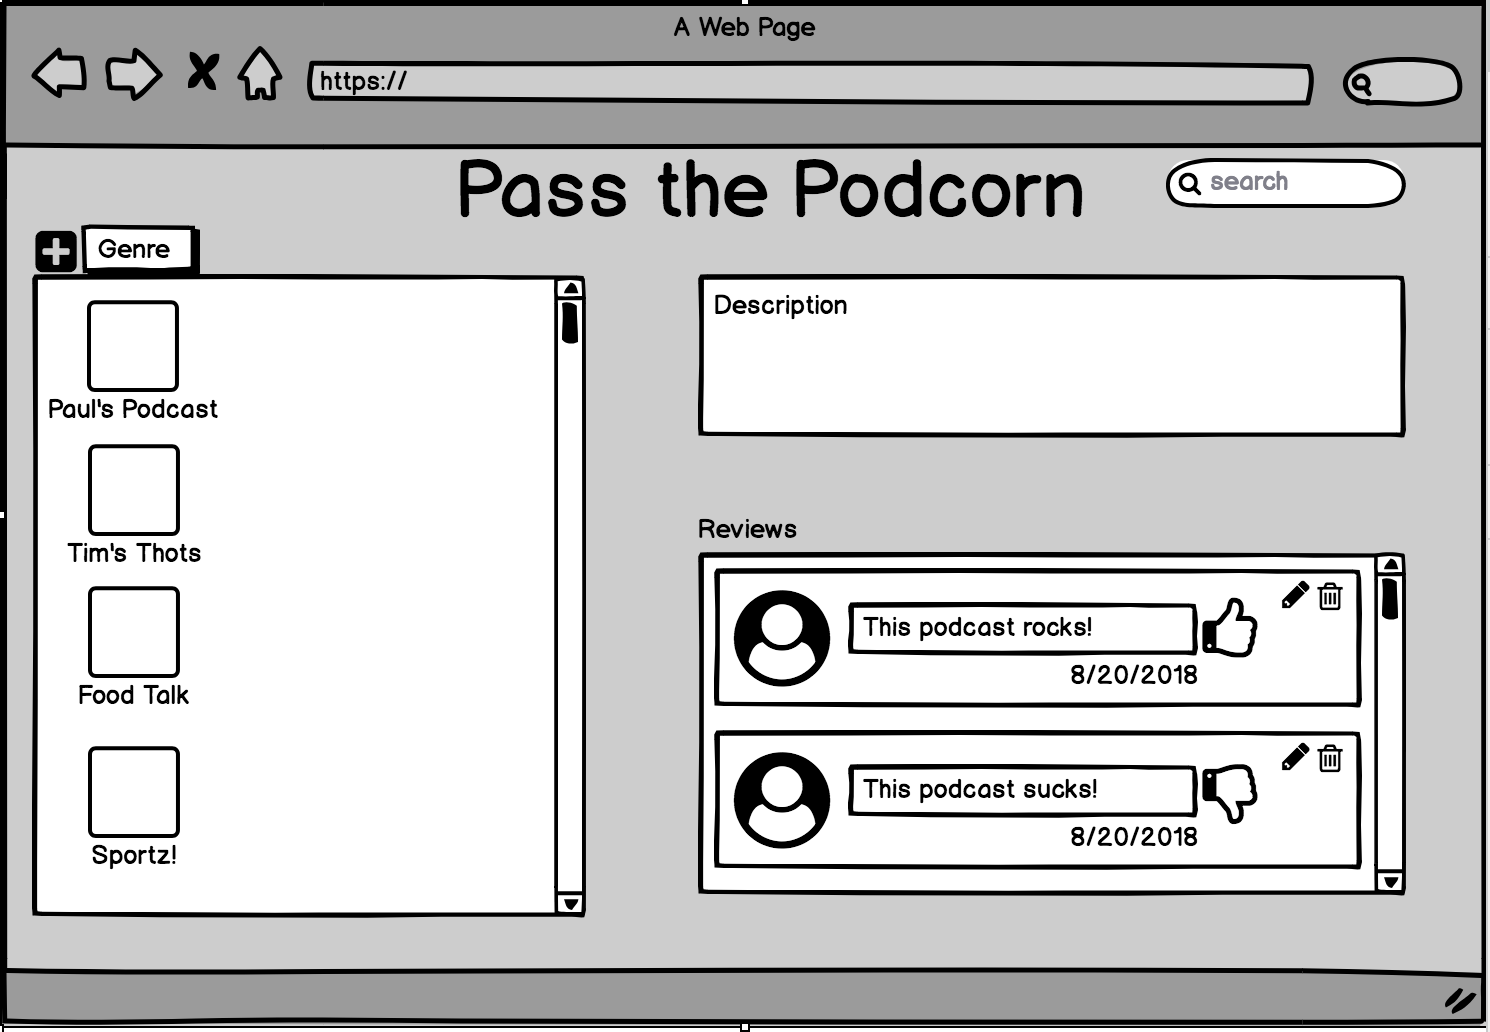 A Web Page
https://
Pass the Podcorn
search
Genre
Paul's Podcast
Tim's Thots
Food Talk
Sportz!
Description
Reviews
This podcast rocks!
8/20/2018
This podcast sucks!
8/20/2018